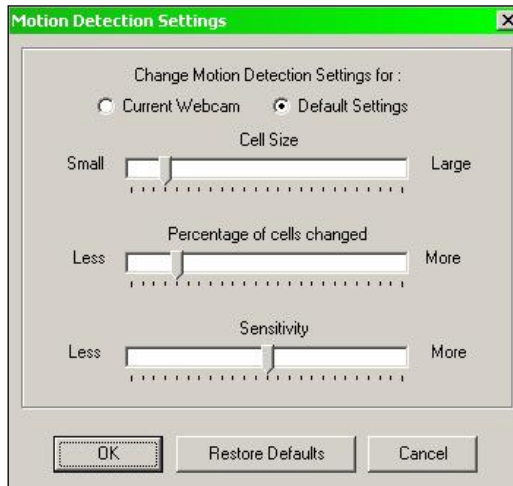 Motion Detection Settings
Change Motion Detection Settings for :
Current Webcam Default Settings
Cell Size
Small Large
Percentage of cells changed
Less More
Sensitivity
Less More
OK Restore Defaults Cancel